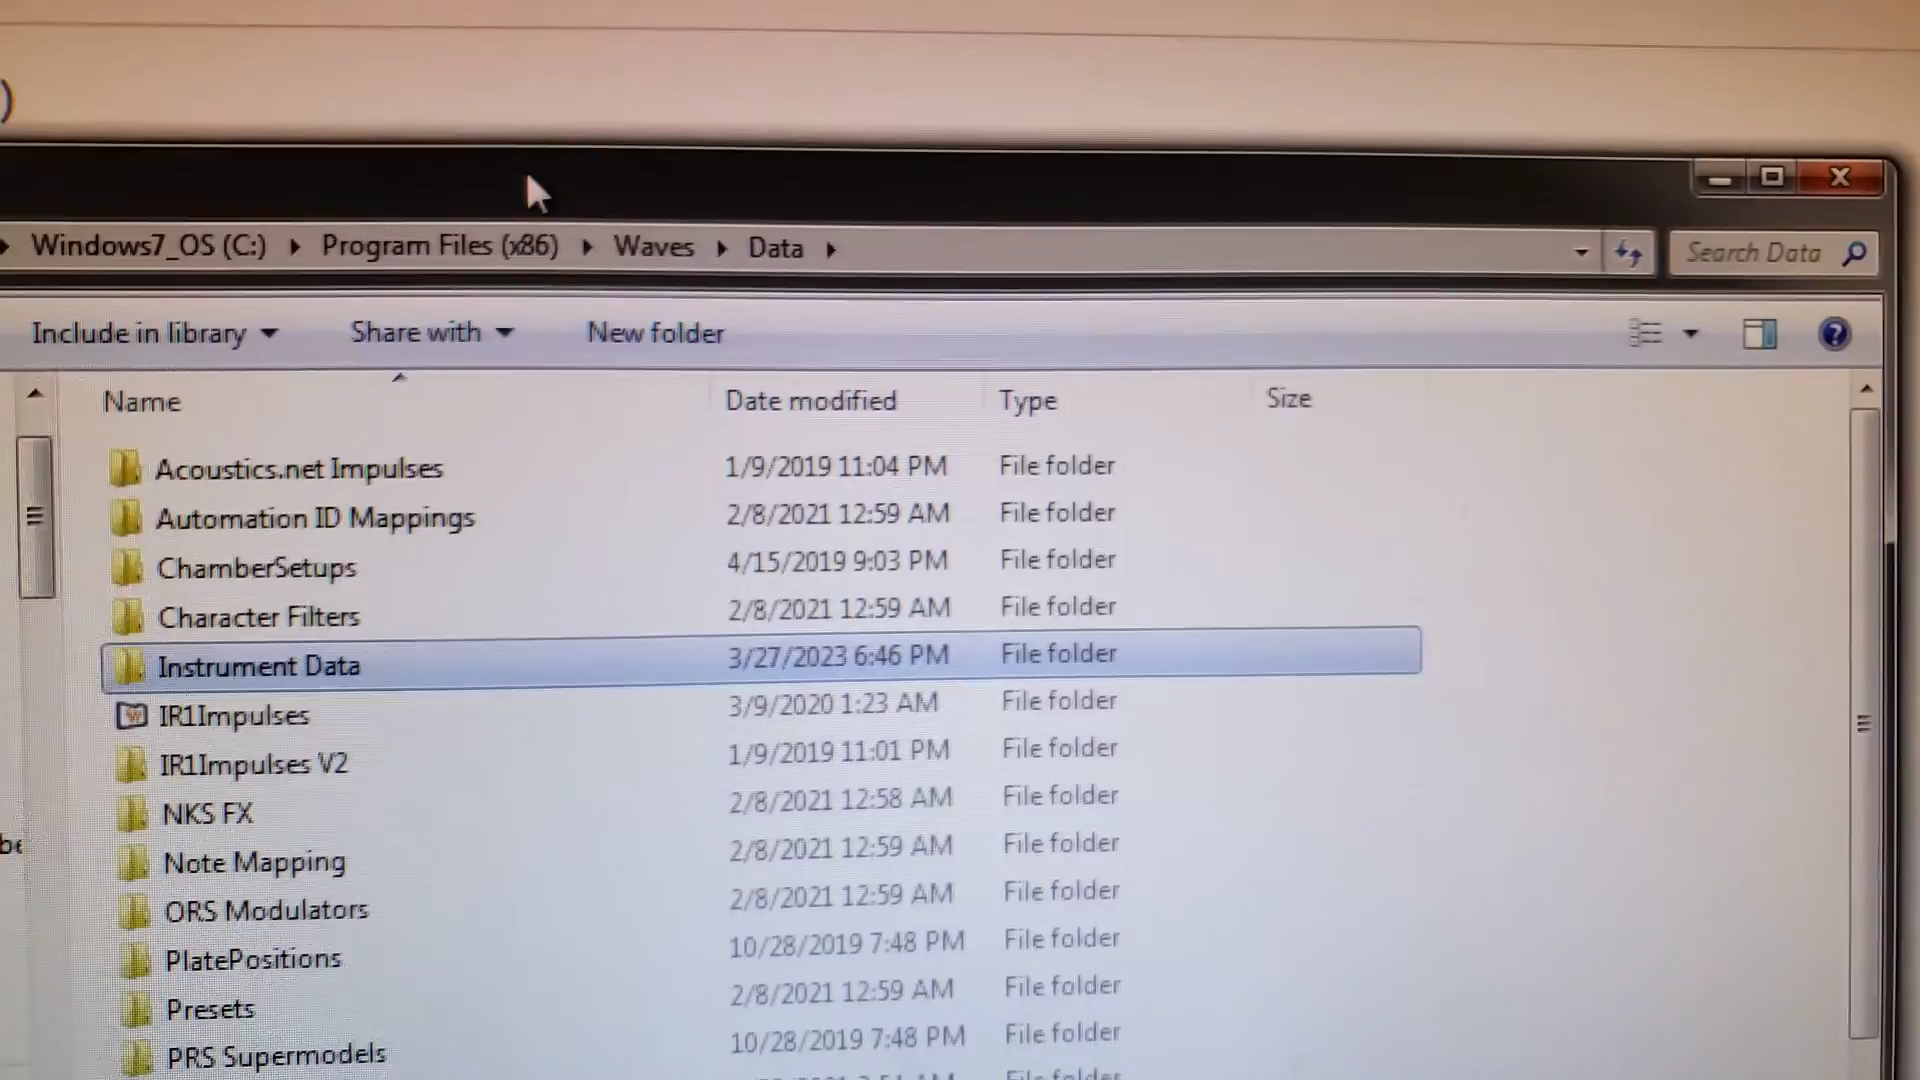 )
Windows7_OS (C:) Program Files (x86) Waves Data Search Data
Include in library Share with New folder
Name Date modified Type Size
Acoustics.net Impulses 1/9/2019 11:04 PM File folder
Automation ID Mappings 2/8/2021 12:59 AM File folder
ChamberSetups 4/15/2019 9:03 PM File folder
Character Filters 2/8/2021 12:59 AM File folder
Instrument Data 3/27/2023 6:46 PM File folder
IR1Impulses 3/9/2020 1:23 AM File folder
IR1Impulses V2 1/9/2019 11:01 PM File folder
NKS FX 2/8/2021 12:58 AM File folder
be
Note Mapping 2/8/2021 12:59 AM File folder
ORS Modulators 2/8/2021 12:59 AM File folder
PlatePositions 10/28/2019 7:48 PM File folder
Presets 2/8/2021 12:59 AM File folder
PRS Supermodels 10/28/2019 7:48 PM File folder
File folder